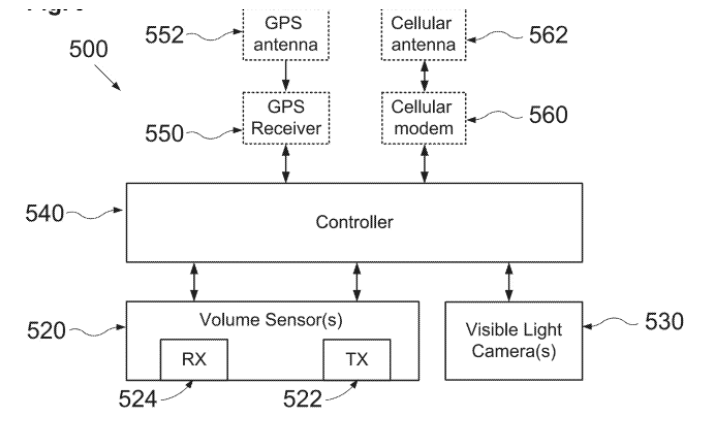 552
GPS
antenna
Cellular
antenna
562
500
550
GPS
Receiver
Cellular
modem
560
540
Controller
520
Volume Sensor(s)
RX
TX
Visible Light
Camera(s)
530
524
522